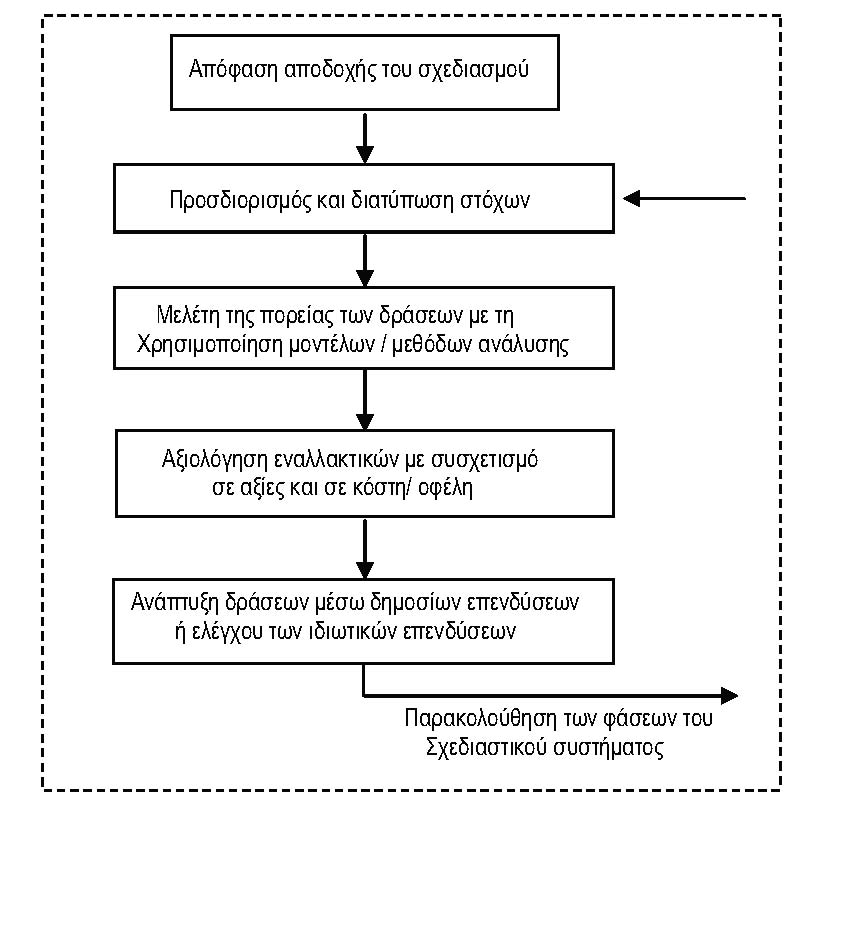 Απόφαση αποδοχής του σχεδιασμού
Προσδιορισμός και διατύπωση στόχων
Μελέτη της πορείας των δράσεων με τη
Χρησιμοποίηση μοντέλων / μεθόδων ανάλυσης
Αξιολόγηση εναλλακτικών με συσχετισμό
σε αξίες και σε κόστη/ οφέλη
Ανάπτυξη δράσεων μέσω δημοσίων επενδύσεων
ή ελέγχου των ιδιωτικών επενδύσεων
Παρακολούθηση των φάσεων του
Σχεδιαστικού συστήματος